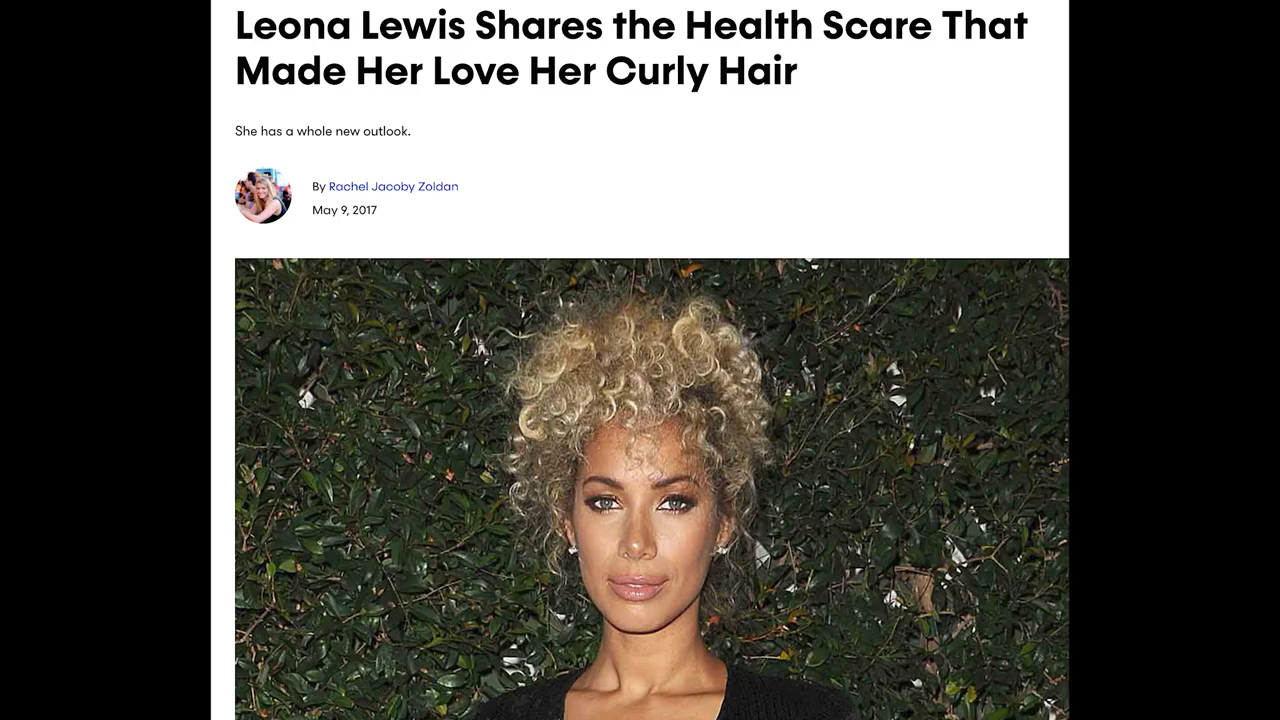 Leona Lewis Shares the Health Scare That
Made Her Love Her Curly Hair
She has a whole new outlook.
By Rachel Jacoby Zoldan
May 9, 2017